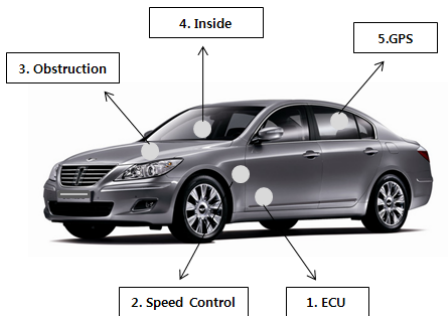 4. Inside
5.GPS
3. Obstruction
2. Speed Control
1. ECU